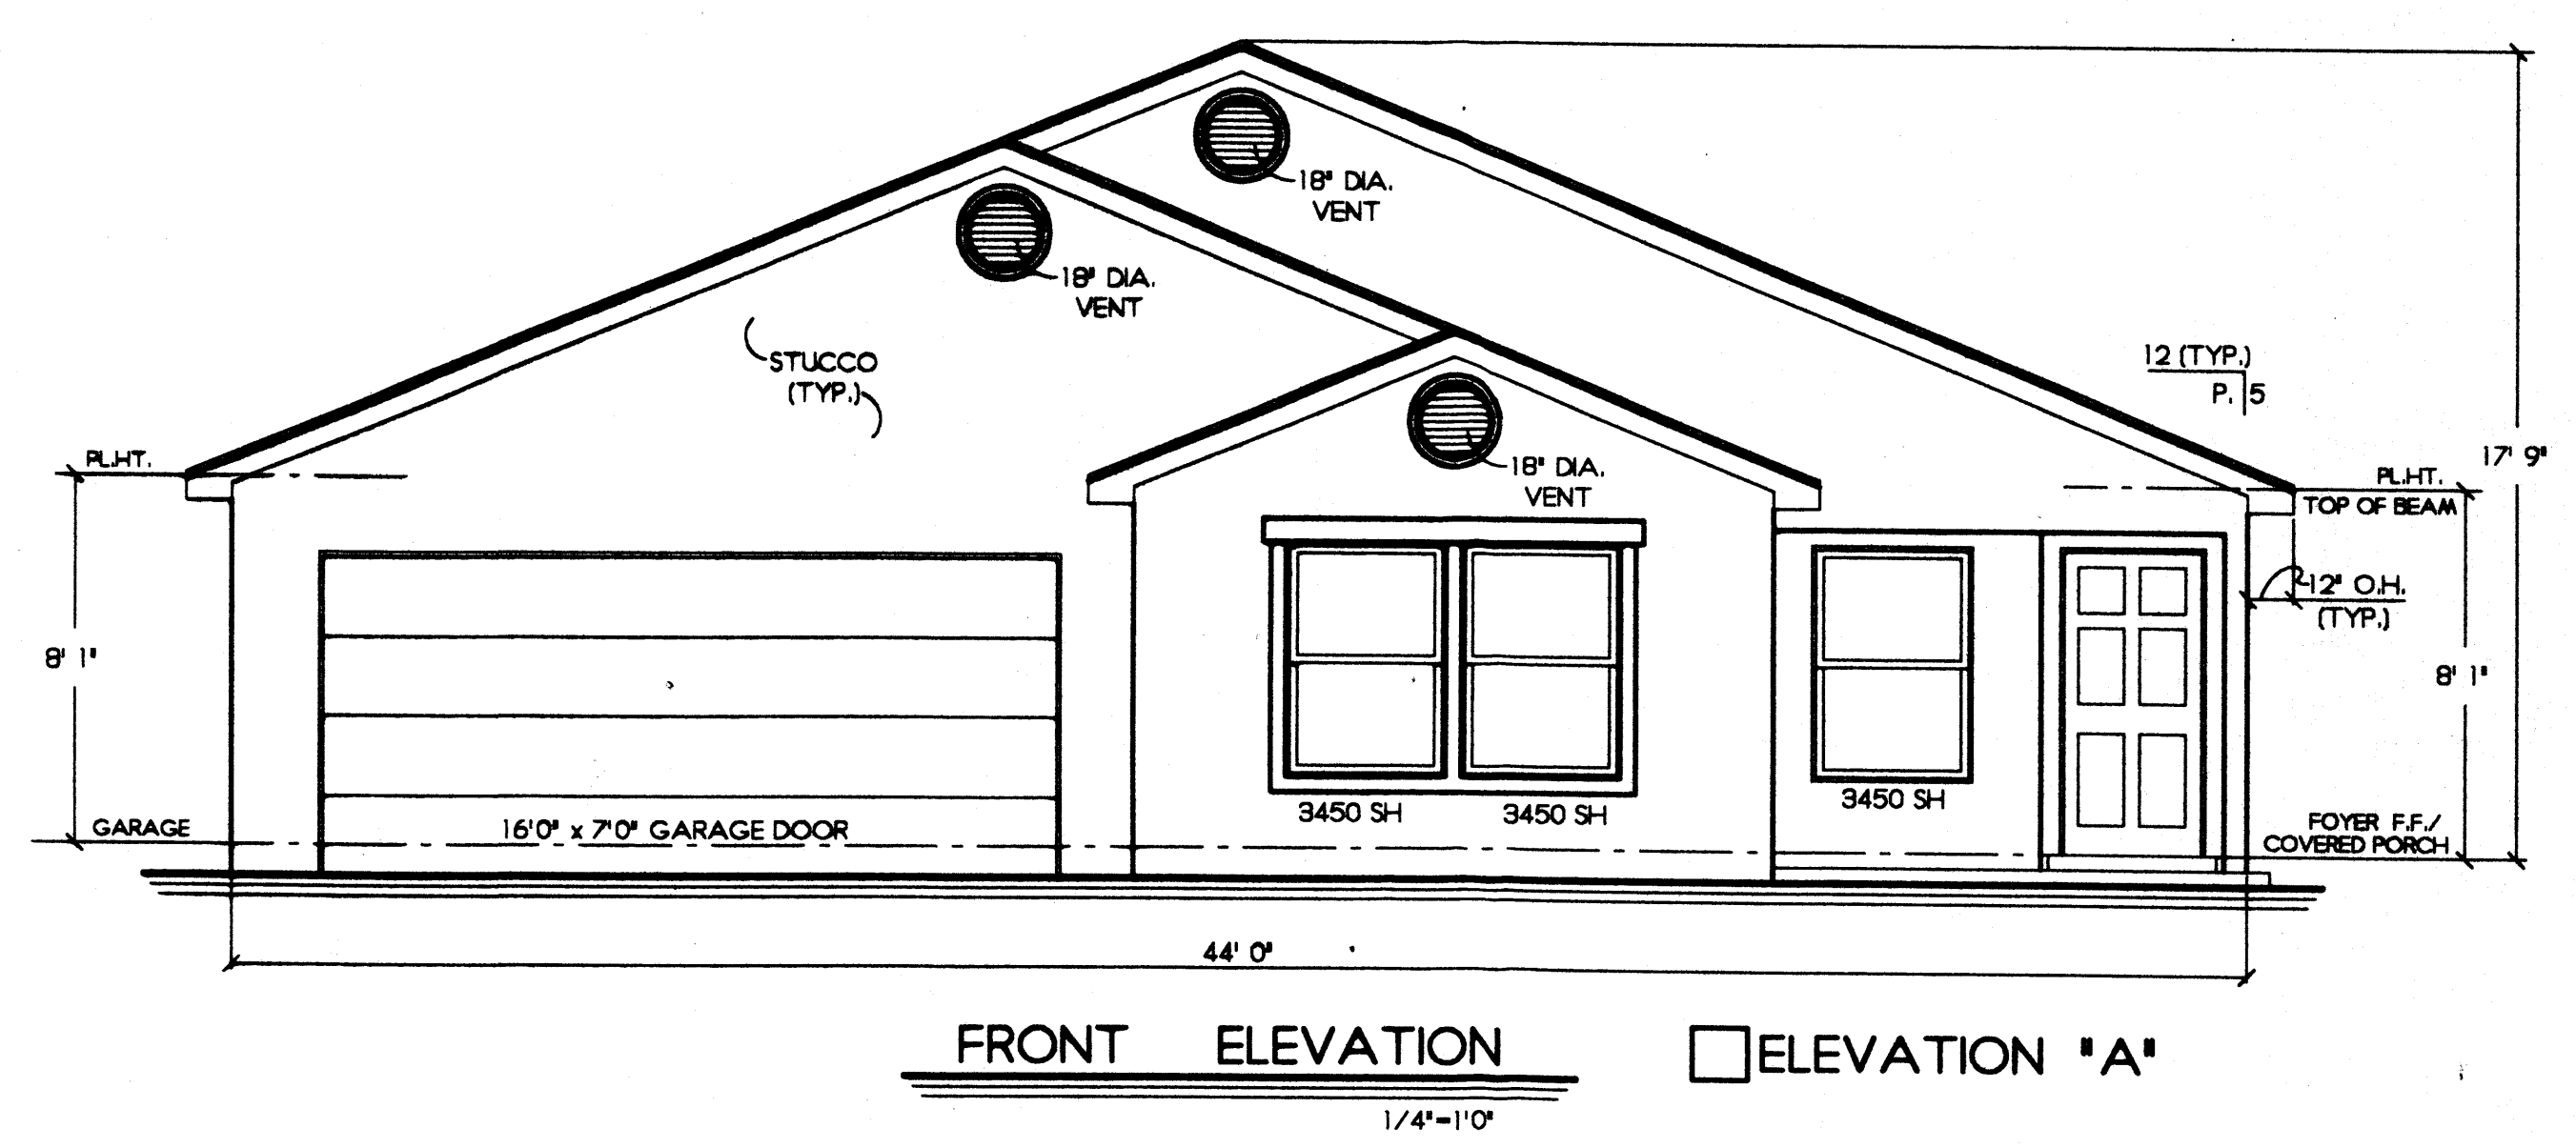 18" DIA.
VENT
18" DIA.
VENT
STUCCO
(TYP.)
12 (TYP.)
P. 5
PL.HT.
18" DIA.
VENT
17' 9"
PL.HT.
TOP OF BEAM
12" O.H.
(TYP.)
8' 1"
8' 1"
3450 SH
3450 SH
3450 SH
GARAGE
16'0" x 7'0" GARAGE DOOR
FOYER F.F./
COVERED PORCH
44' 0"
FRONT ELEVATION
ELEVATION "A"
1/4"=1'0"